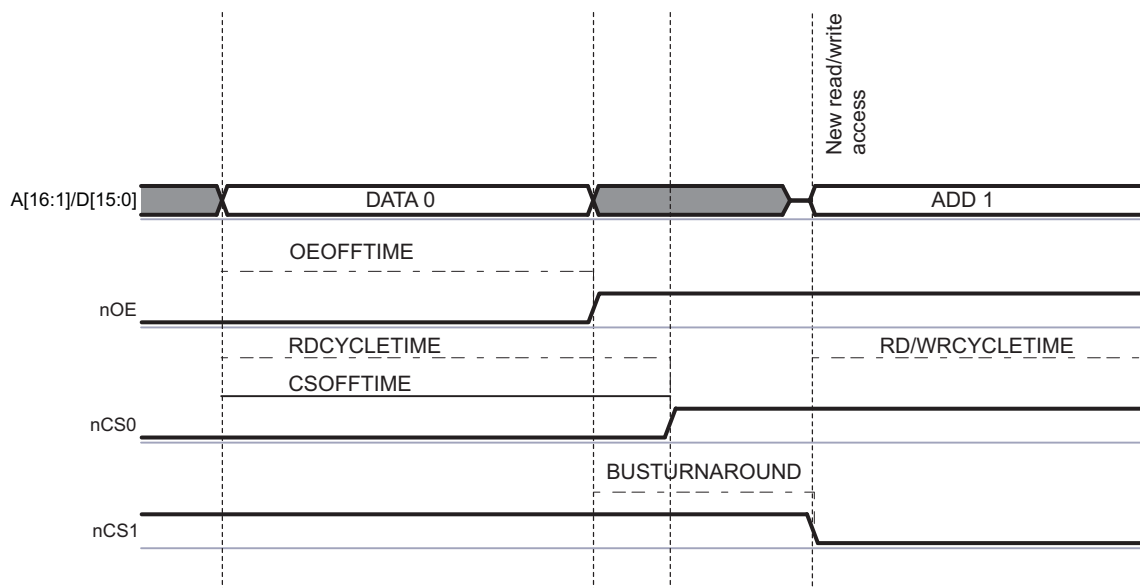 New read/write
access
A[16:1]/D[15:0]
DATA 0
ADD 1
OEOFFTIME
nOE
RDCYCLETIME
RD/WRCYCLETIME
CSOFFTIME
nCS0
BUSTURNAROUND
nCS1